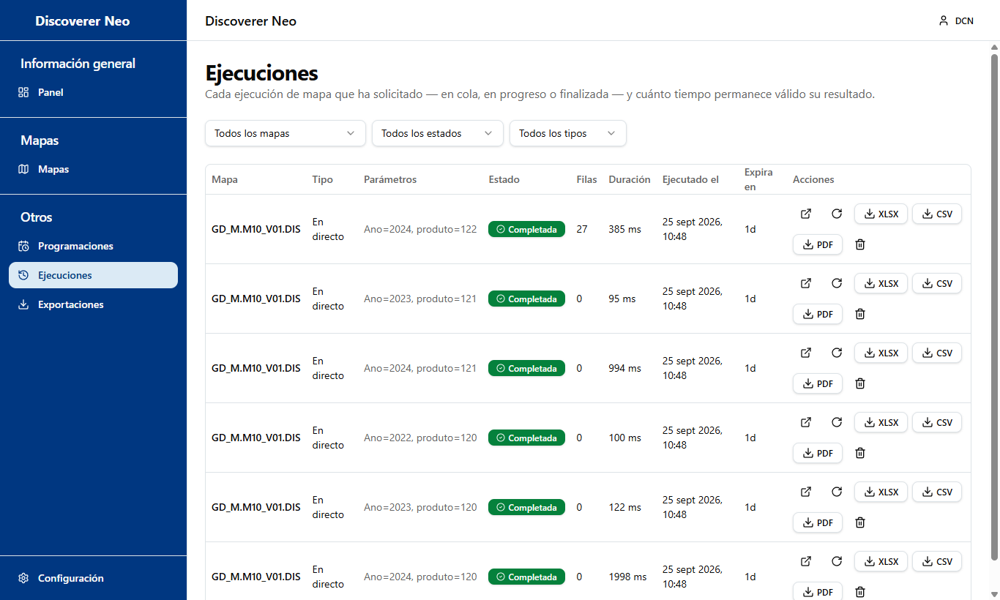 Discoverer Neo
Discoverer Neo
DCN
Información general
Panel
Mapas
Mapas
Otros
Programaciones
Ejecuciones
Exportaciones
Configuración
Ejecuciones
Cada ejecución de mapa que ha solicitado — en cola, en progreso o finalizada — y cuánto tiempo permanece válido su resultado.
Todos los mapas
Todos los estados
Todos los tipos
Mapa Tipo Parámetros Estado Filas Duración Ejecutado el Expira en Acciones
GD_M.M10_V01.DIS En directo Ano=2024, produto=122 Completada 27 385 ms 25 sept 2026, 10:48 1d XLSX CSV PDF
GD_M.M10_V01.DIS En directo Ano=2023, produto=121 Completada 0 95 ms 25 sept 2026, 10:48 1d XLSX CSV PDF
GD_M.M10_V01.DIS En directo Ano=2024, produto=121 Completada 0 994 ms 25 sept 2026, 10:48 1d XLSX CSV PDF
GD_M.M10_V01.DIS En directo Ano=2022, produto=120 Completada 0 100 ms 25 sept 2026, 10:48 1d XLSX CSV PDF
GD_M.M10_V01.DIS En directo Ano=2023, produto=120 Completada 0 122 ms 25 sept 2026, 10:48 1d XLSX CSV PDF
GD_M.M10_V01.DIS En directo Ano=2024, produto=120 Completada 0 1998 ms 25 sept 2026, 10:48 1d XLSX CSV PDF